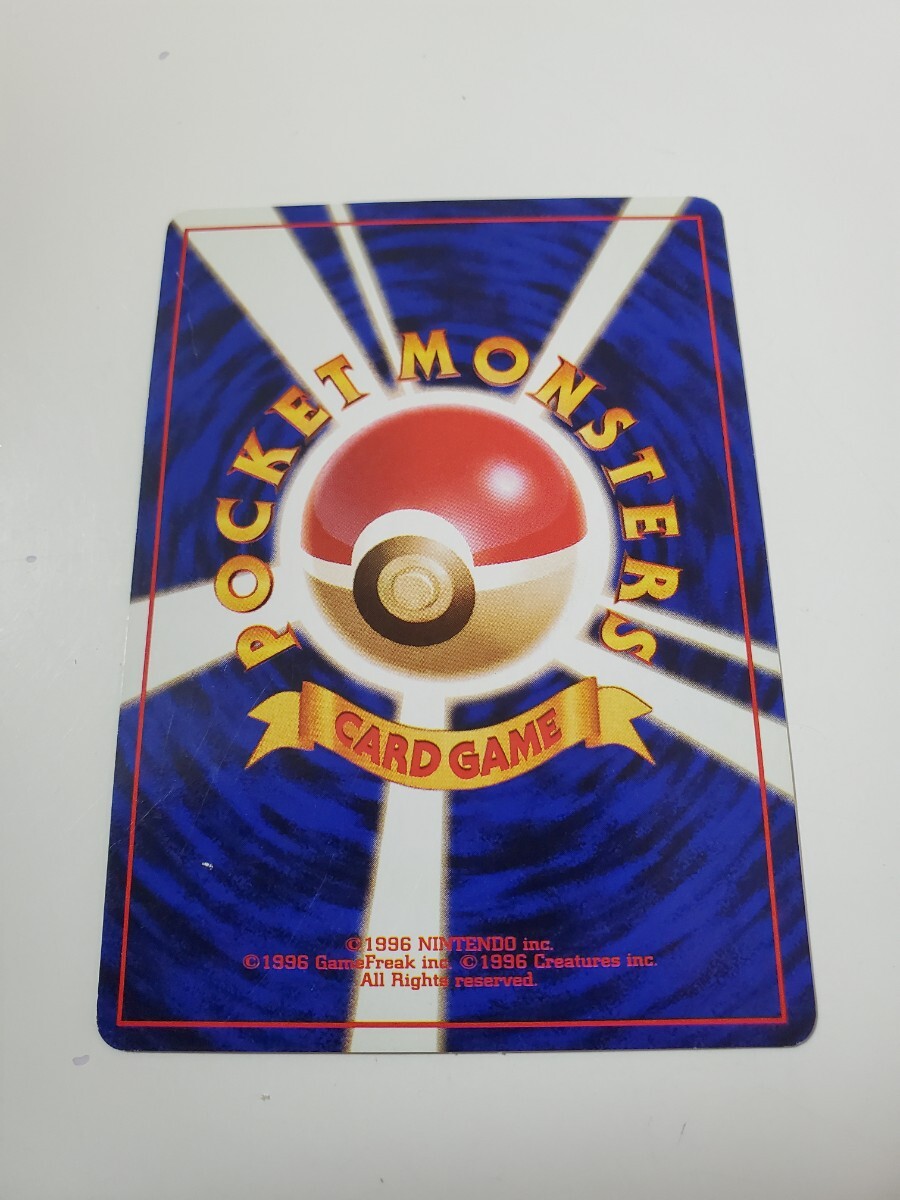 POCKET MONSTERS
CARD GAME
©1996 NINTENDO inc.
©1996 GameFreak inc. ©1996 Creatures inc.
All Rights reserved.